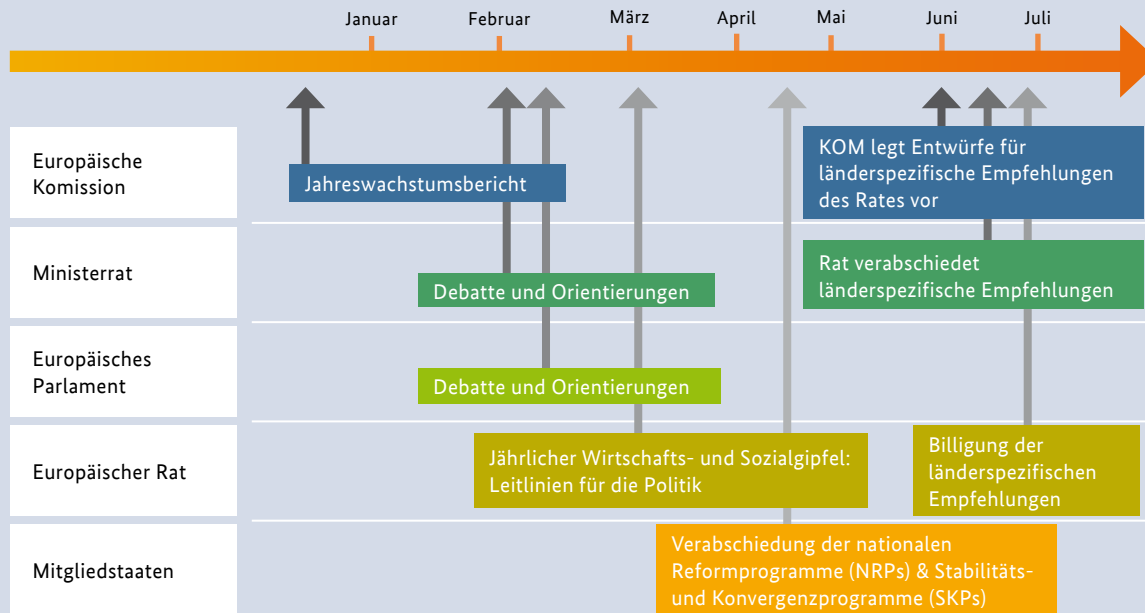 Januar Februar März April Mai Juni Juli
Europäische
Komission
Jahreswachstumsbericht
KOM legt Entwürfe für
länderspezifische Empfehlungen
des Rates vor
Ministerrat
Debatte und Orientierungen
Rat verabschiedet
länderspezifische Empfehlungen
Europäisches
Parlament
Debatte und Orientierungen
Europäischer Rat
Jährlicher Wirtschafts- und Sozialgipfel:
Leitlinien für die Politik
Billigung der
länderspezifischen
Empfehlungen
Mitgliedstaaten
Verabschiedung der nationalen
Reformprogramme (NRPs) & Stabilitäts-
und Konvergenzprogramme (SKPs)